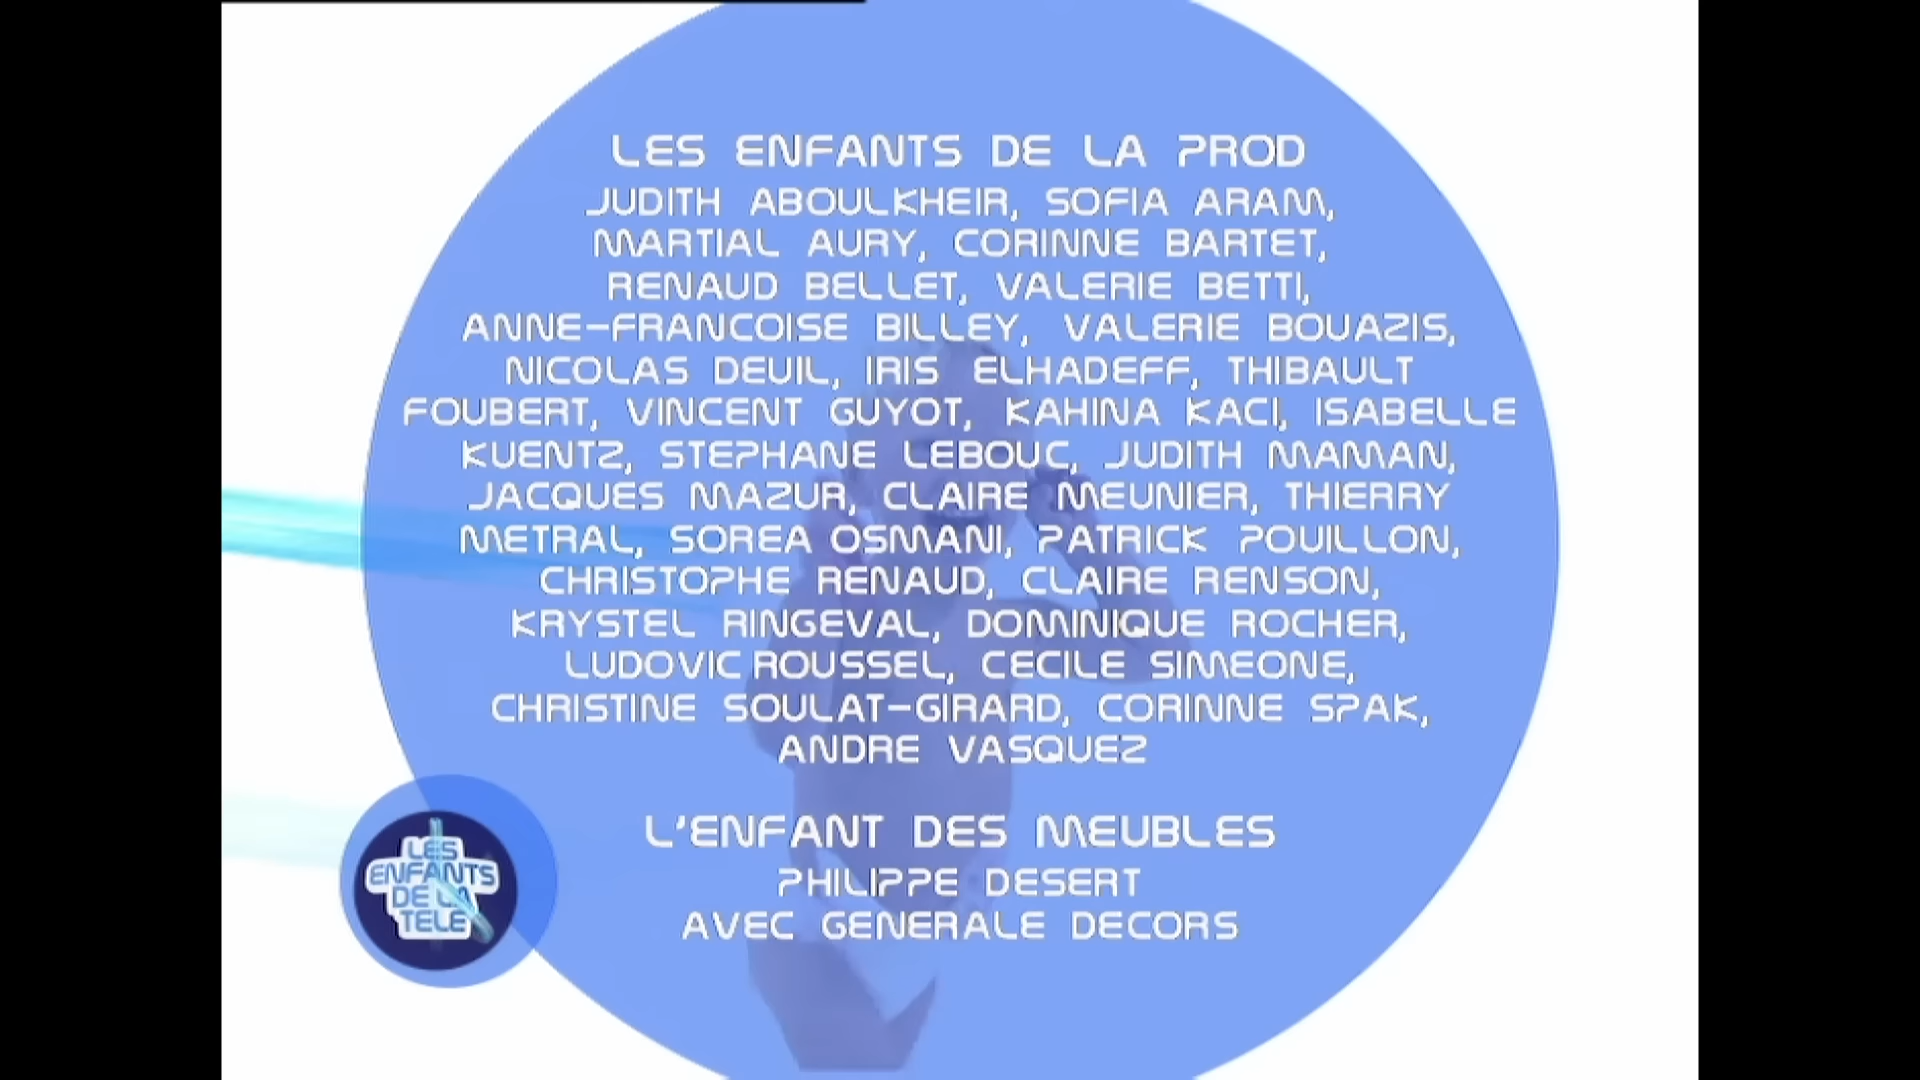 LES ENFANTS DE LA PROD
JUDITH ABOULKHEIR, SOFIA ARAM,
MARTIAL AURY, CORINNE BARTET,
RENAUD BELLET, VALERIE BETTI,
ANNE-FRANCOISE BILLEY, VALERIE BOUAZIS,
NICOLAS DEUIL, IRIS ELHADEFF, THIBAULT
FOUBERT, VINCENT GUYOT, KAHINA KACI, ISABELLE
KUENTZ, STEPHANE LEBOUC, JUDITH MAMAN,
JACQUES MAZUR, CLAIRE MEUNIER, THIERRY
METRAL, SOREA OSMANI, PATRICK POUILLON,
CHRISTOPHE RENAUD, CLAIRE RENSON,
KRYSTEL RINGEVAL, DOMINIQUE ROCHER,
LUDOVIC ROUSSEL, CECILE SIMEONE,
CHRISTINE SOULAT-GIRARD, CORINNE SPAK,
ANDRE VASQUEZ
L'ENFANT DES MEUBLES
PHILIPPE DESERT
AVEC GENERALE DECORS
LES
ENFANTS
DE LA
TELE